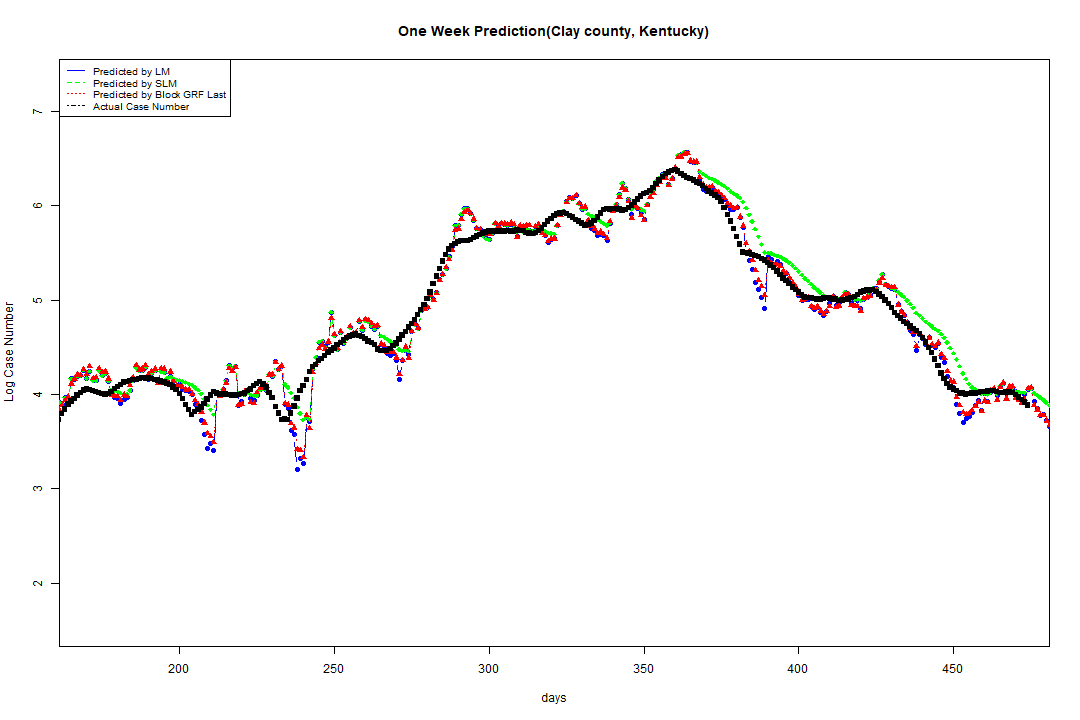 One Week Prediction(Clay county, Kentucky)
Predicted by LM
Predicted by SLM
Predicted by Block GRF Last
Actual Case Number
7
6
5
4
3
2
Log Case Number
200 250 300 350 400 450
days